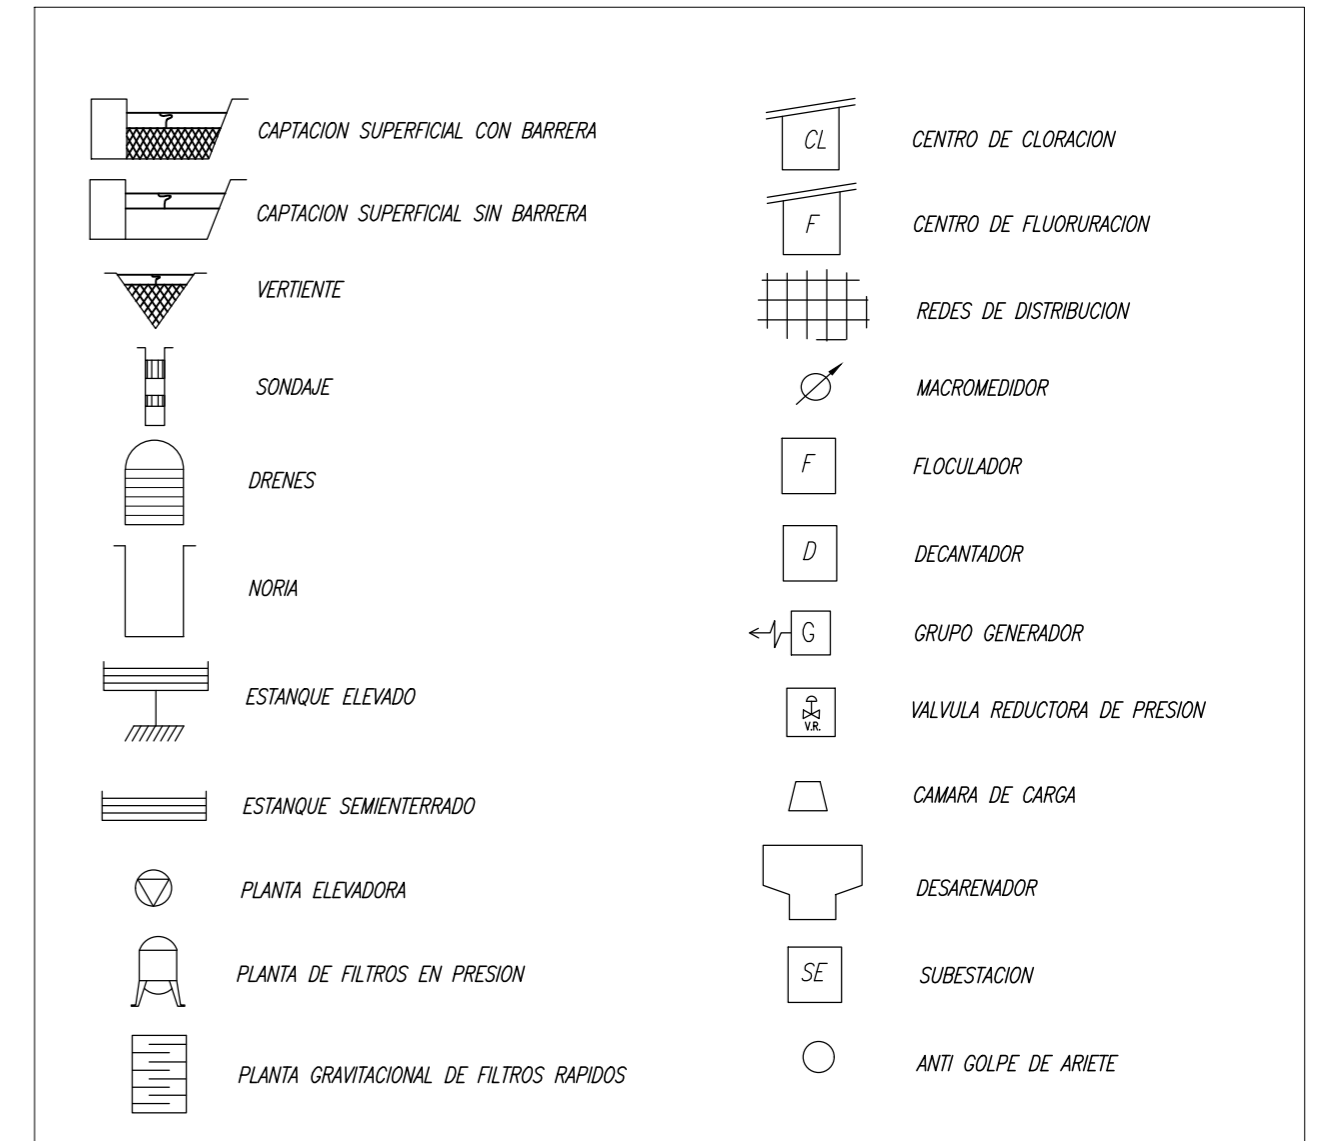 CAPTACION SUPERFICIAL CON BARRERA
CAPTACION SUPERFICIAL SIN BARRERA
VERTIENTE
SONDAJE
DRENES
NORIA
ESTANQUE ELEVADO
ESTANQUE SEMIENTERRADO
PLANTA ELEVADORA
PLANTA DE FILTROS EN PRESION
PLANTA GRAVITACIONAL DE FILTROS RAPIDOS
CL CENTRO DE CLORACION
F CENTRO DE FLUORURACION
REDES DE DISTRIBUCION
MACROMEDIDOR
F FLOCULADOR
D DECANTADOR
G GRUPO GENERADOR
V.R. VALVULA REDUCTORA DE PRESION
CAMARA DE CARGA
DESARENADOR
SE SUBESTACION
ANTI GOLPE DE ARIETE